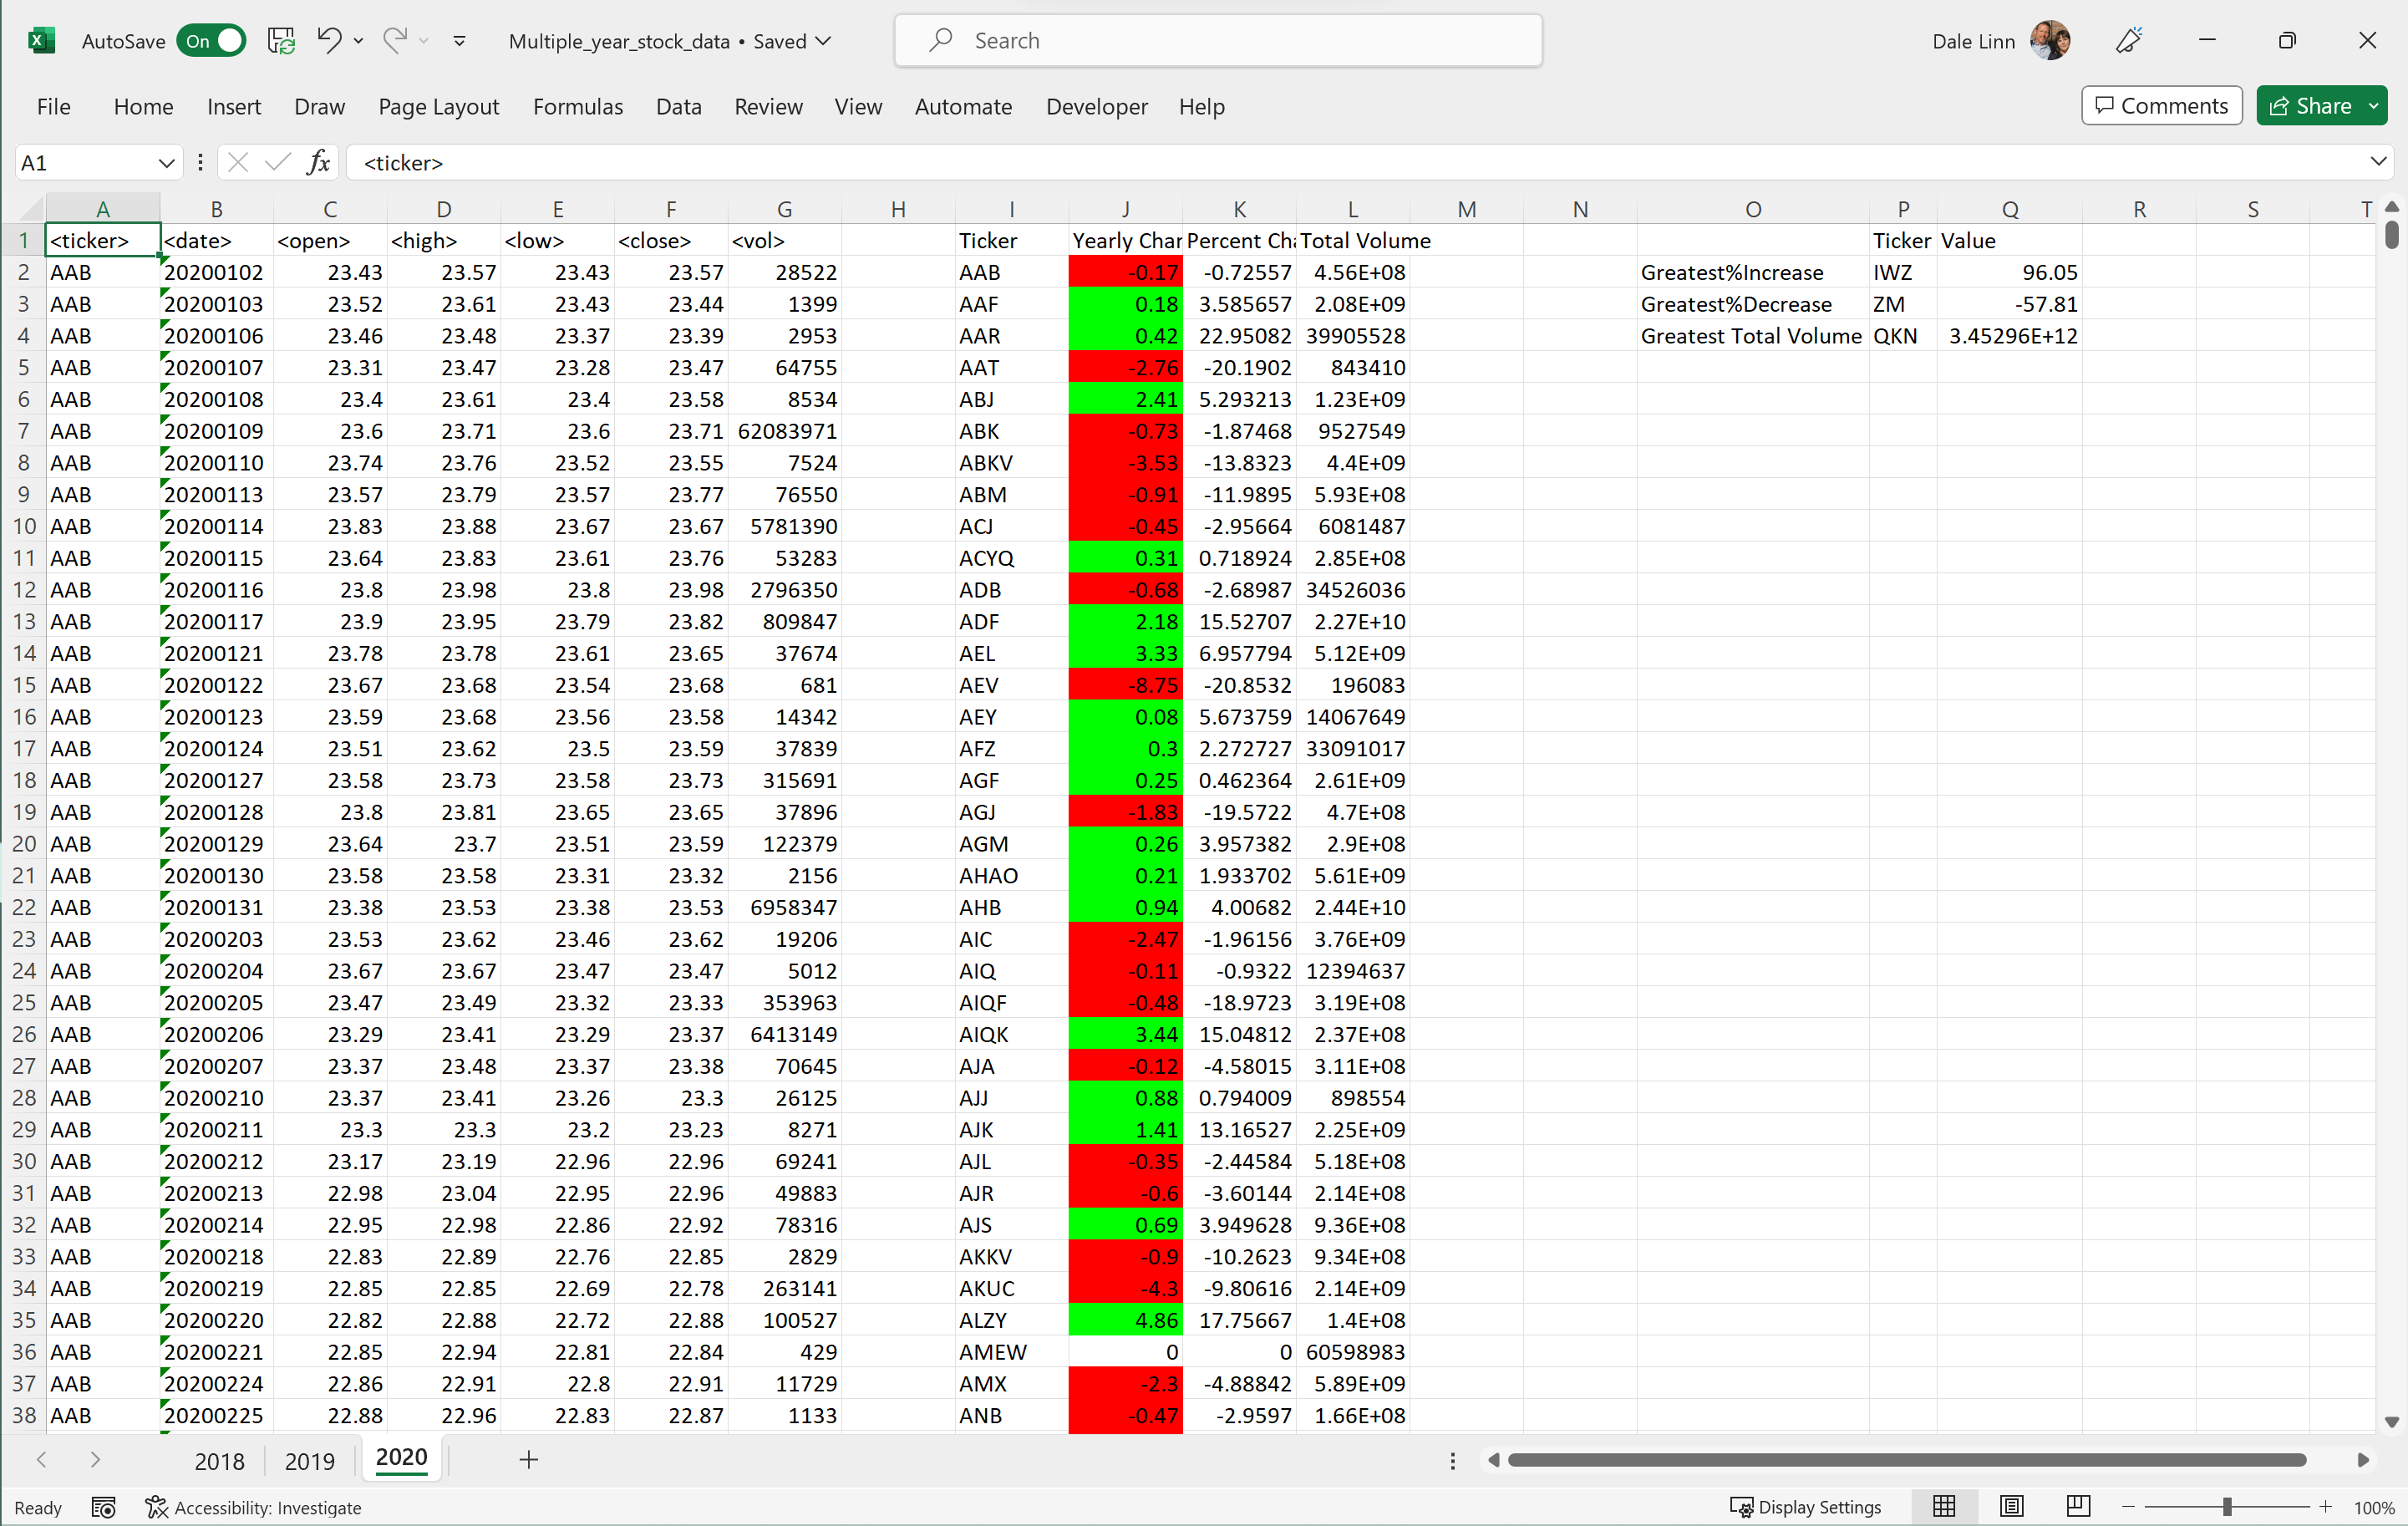 AutoSave On Multiple_year_stock_data • Saved Search Dale Linn
File Home Insert Draw Page Layout Formulas Data Review View Automate Developer Help Comments Share
A1 fx <ticker>
A B C D E F G H I J K L M N O P Q R S T
1 <ticker> <date> <open> <high> <low> <close> <vol> Ticker Yearly Char Percent Cha Total Volume Ticker Value
2 AAB 20200102 23.43 23.57 23.43 23.57 28522 AAB -0.17 -0.72557 4.56E+08 Greatest%Increase IWZ 96.05
3 AAB 20200103 23.52 23.61 23.43 23.44 1399 AAF 0.18 3.585657 2.08E+09 Greatest%Decrease ZM -57.81
4 AAB 20200106 23.46 23.48 23.37 23.39 2953 AAR 0.42 22.95082 39905528 Greatest Total Volume QKN 3.45296E+12
5 AAB 20200107 23.31 23.47 23.28 23.47 64755 AAT -2.76 -20.1902 843410
6 AAB 20200108 23.4 23.61 23.4 23.58 8534 ABJ 2.41 5.293213 1.23E+09
7 AAB 20200109 23.6 23.71 23.6 23.71 62083971 ABK -0.73 -1.87468 9527549
8 AAB 20200110 23.74 23.76 23.52 23.55 7524 ABKV -3.53 -13.8323 4.4E+09
9 AAB 20200113 23.57 23.79 23.57 23.77 76550 ABM -0.91 -11.9895 5.93E+08
10 AAB 20200114 23.83 23.88 23.67 23.67 5781390 ACJ -0.45 -2.95664 6081487
11 AAB 20200115 23.64 23.83 23.61 23.76 53283 ACYQ 0.31 0.718924 2.85E+08
12 AAB 20200116 23.8 23.98 23.8 23.98 2796350 ADB -0.68 -2.68987 34526036
13 AAB 20200117 23.9 23.95 23.79 23.82 809847 ADF 2.18 15.52707 2.27E+10
14 AAB 20200121 23.78 23.78 23.61 23.65 37674 AEL 3.33 6.957794 5.12E+09
15 AAB 20200122 23.67 23.68 23.54 23.68 681 AEV -8.75 -20.8532 196083
16 AAB 20200123 23.59 23.68 23.56 23.58 14342 AEY 0.08 5.673759 14067649
17 AAB 20200124 23.51 23.62 23.5 23.59 37839 AFZ 0.3 2.272727 33091017
18 AAB 20200127 23.58 23.73 23.58 23.73 315691 AGF 0.25 0.462364 2.61E+09
19 AAB 20200128 23.8 23.81 23.65 23.65 37896 AGJ -1.83 -19.5722 4.7E+08
20 AAB 20200129 23.64 23.7 23.51 23.59 122379 AGM 0.26 3.957382 2.9E+08
21 AAB 20200130 23.58 23.58 23.31 23.32 2156 AHAO 0.21 1.933702 5.61E+09
22 AAB 20200131 23.38 23.53 23.38 23.53 6958347 AHB 0.94 4.00682 2.44E+10
23 AAB 20200203 23.53 23.62 23.46 23.62 19206 AIC -2.47 -1.96156 3.76E+09
24 AAB 20200204 23.67 23.67 23.47 23.47 5012 AIQ -0.11 -0.9322 12394637
25 AAB 20200205 23.47 23.49 23.32 23.33 353963 AIQF -0.48 -18.9723 3.19E+08
26 AAB 20200206 23.29 23.41 23.29 23.37 6413149 AIQK 3.44 15.04812 2.37E+08
27 AAB 20200207 23.37 23.48 23.37 23.38 70645 AJA -0.12 -4.58015 3.11E+08
28 AAB 20200210 23.37 23.41 23.26 23.3 26125 AJJ 0.88 0.794009 898554
29 AAB 20200211 23.3 23.3 23.2 23.23 8271 AJK 1.41 13.16527 2.25E+09
30 AAB 20200212 23.17 23.19 22.96 22.96 69241 AJL -0.35 -2.44584 5.18E+08
31 AAB 20200213 22.98 23.04 22.95 22.96 49883 AJR -0.6 -3.60144 2.14E+08
32 AAB 20200214 22.95 22.98 22.86 22.92 78316 AJS 0.69 3.949628 9.36E+08
33 AAB 20200218 22.83 22.89 22.76 22.85 2829 AKKV -0.9 -10.2623 9.34E+08
34 AAB 20200219 22.85 22.85 22.69 22.78 263141 AKUC -4.3 -9.80616 2.14E+09
35 AAB 20200220 22.82 22.88 22.72 22.88 100527 ALZY 4.86 17.75667 1.4E+08
36 AAB 20200221 22.85 22.94 22.81 22.84 429 AMEW 0 0 60598983
37 AAB 20200224 22.86 22.91 22.8 22.91 11729 AMX -2.3 -4.88842 5.89E+09
38 AAB 20200225 22.88 22.96 22.83 22.87 1133 ANB -0.47 -2.9597 1.66E+08
2018 2019 2020
Ready Accessibility: Investigate Display Settings 100%